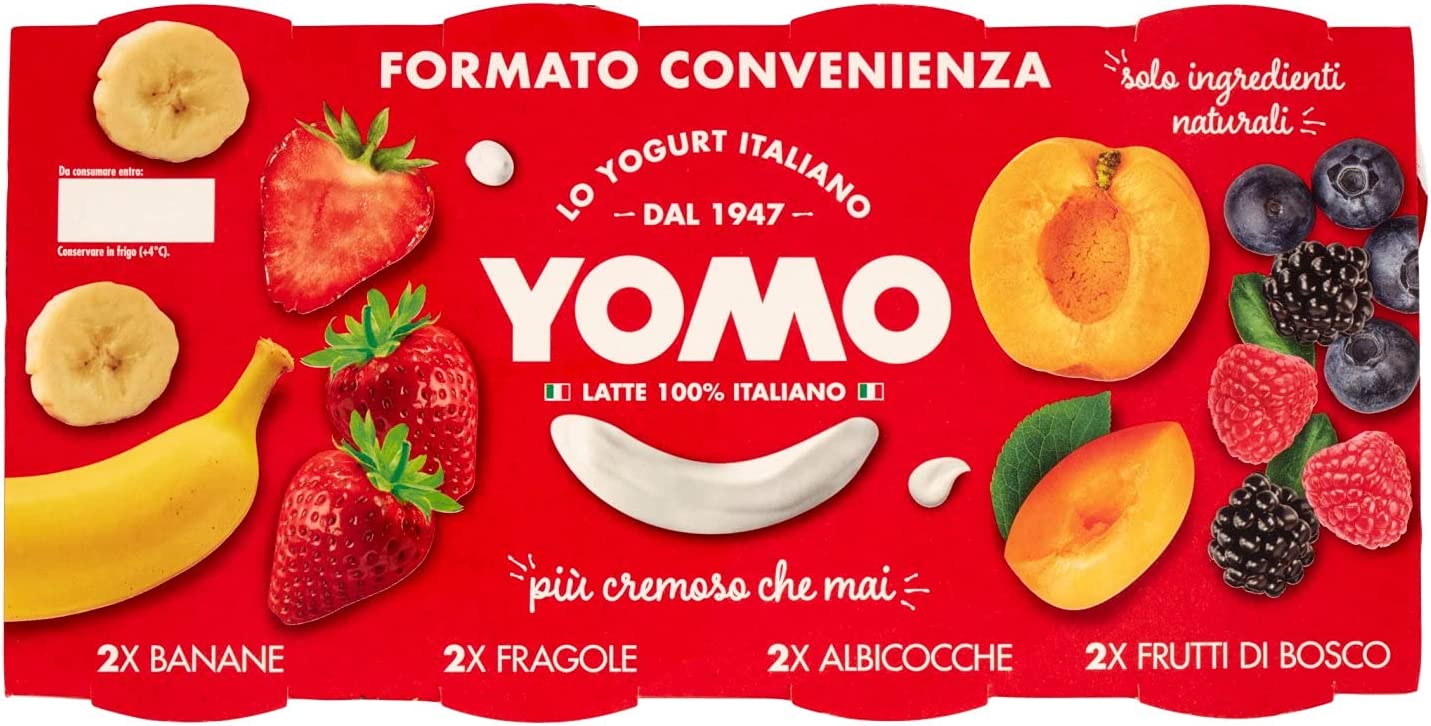 FORMATO CONVENIENZA
solo ingredienti
naturali
Da consumare entro:
Conservare in frigo (+4°C).
LO YOGURT ITALIANO
DAL 1947
YOMO
LATTE 100% ITALIANO
più cremoso che mai
2X BANANE
2X FRAGOLE
2X ALBICOCCHE
2X FRUTTI DI BOSCO